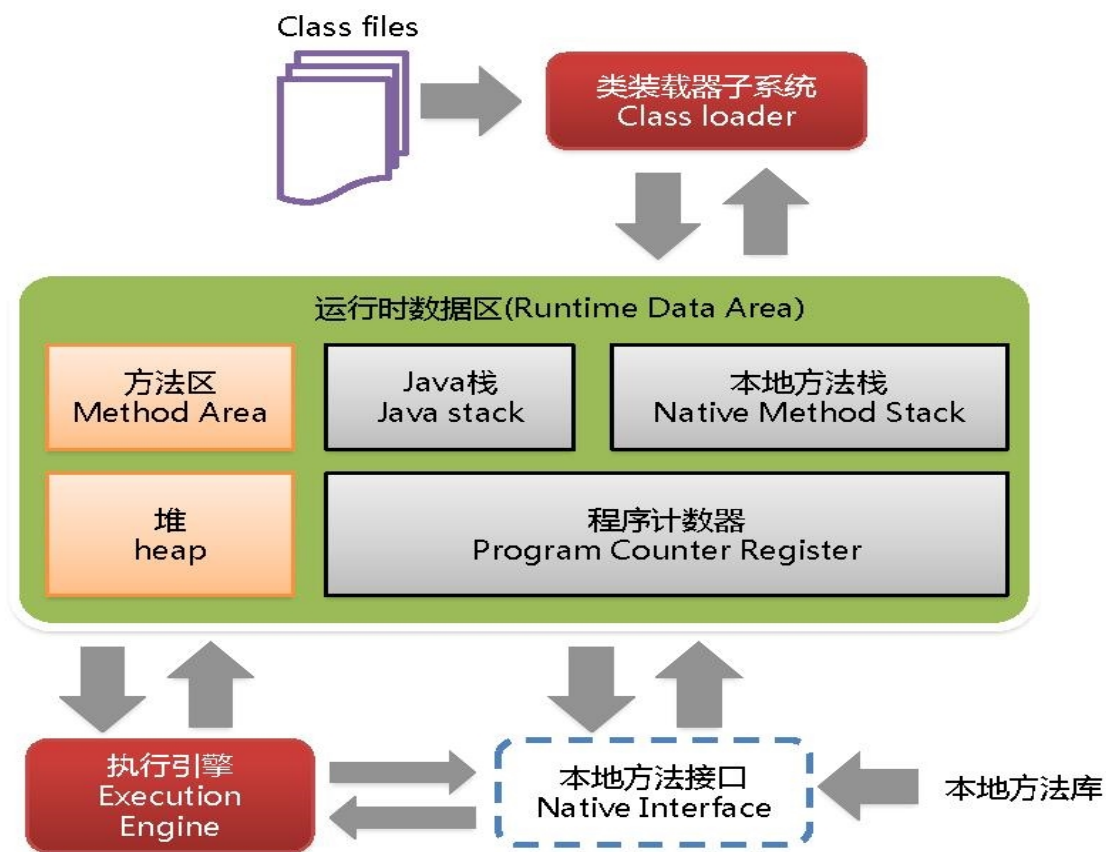 Class files
类装载器子系统
Class loader
运行时数据区(Runtime Data Area)
方法区
Method Area
Java栈
Java stack
本地方法栈
Native Method Stack
堆
heap
程序计数器
Program Counter Register
执行引擎
Execution
Engine
本地方法接口
Native Interface
本地方法库